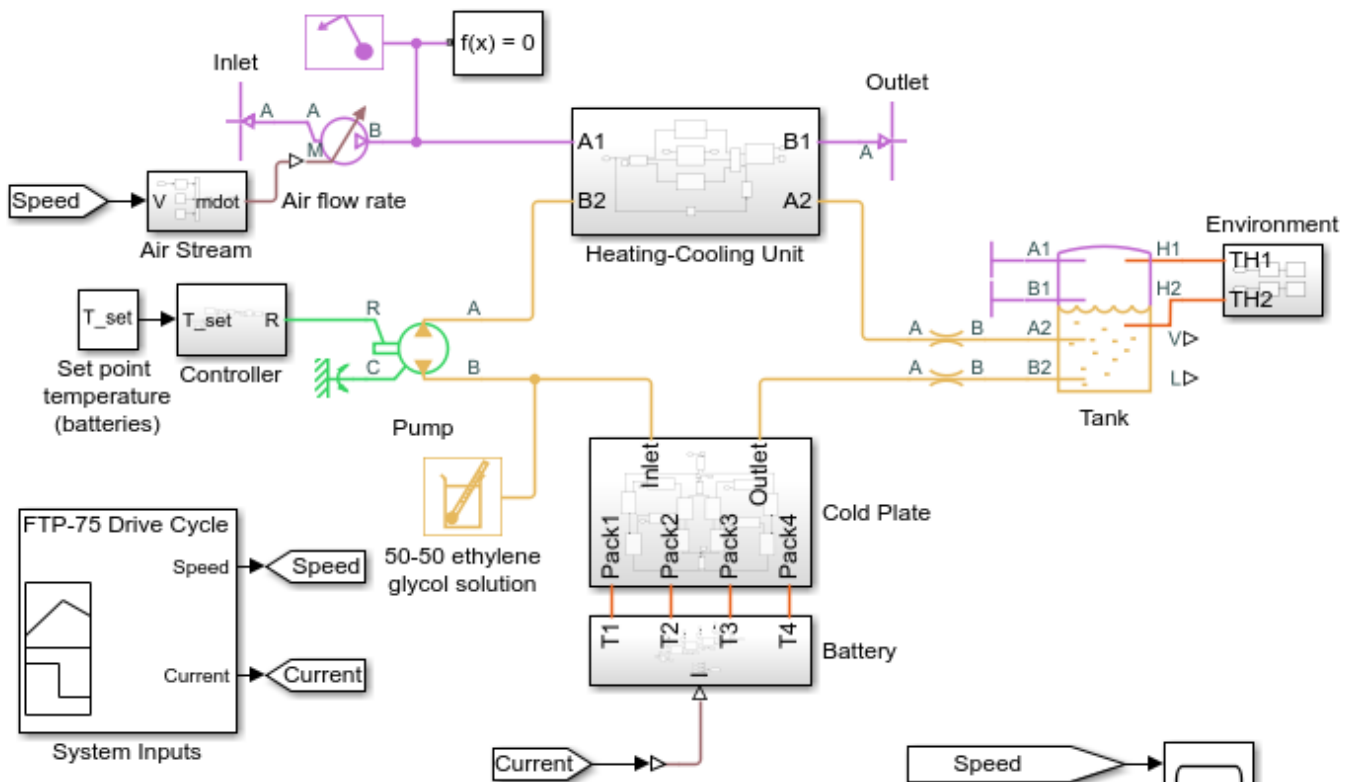 f(x) = 0
Inlet
A
A
B
M
Outlet
A
A1
B1
B2
A2
Heating-Cooling Unit
Speed
V
mdot
Air flow rate
Air Stream
Environment
A1
H1
TH1
B1
H2
TH2
T_set
T_set
R
R
A
A
B
A2
V
C
B
A
B
B2
L
Set point
temperature
(batteries)
Controller
Pump
Tank
Inlet
Outlet
Pack1
Pack2
Pack3
Pack4
Cold Plate
50-50 ethylene
glycol solution
FTP-75 Drive Cycle
Speed
Speed
Current
Current
System Inputs
T1
T2
T3
T4
I
Battery
Current
Speed